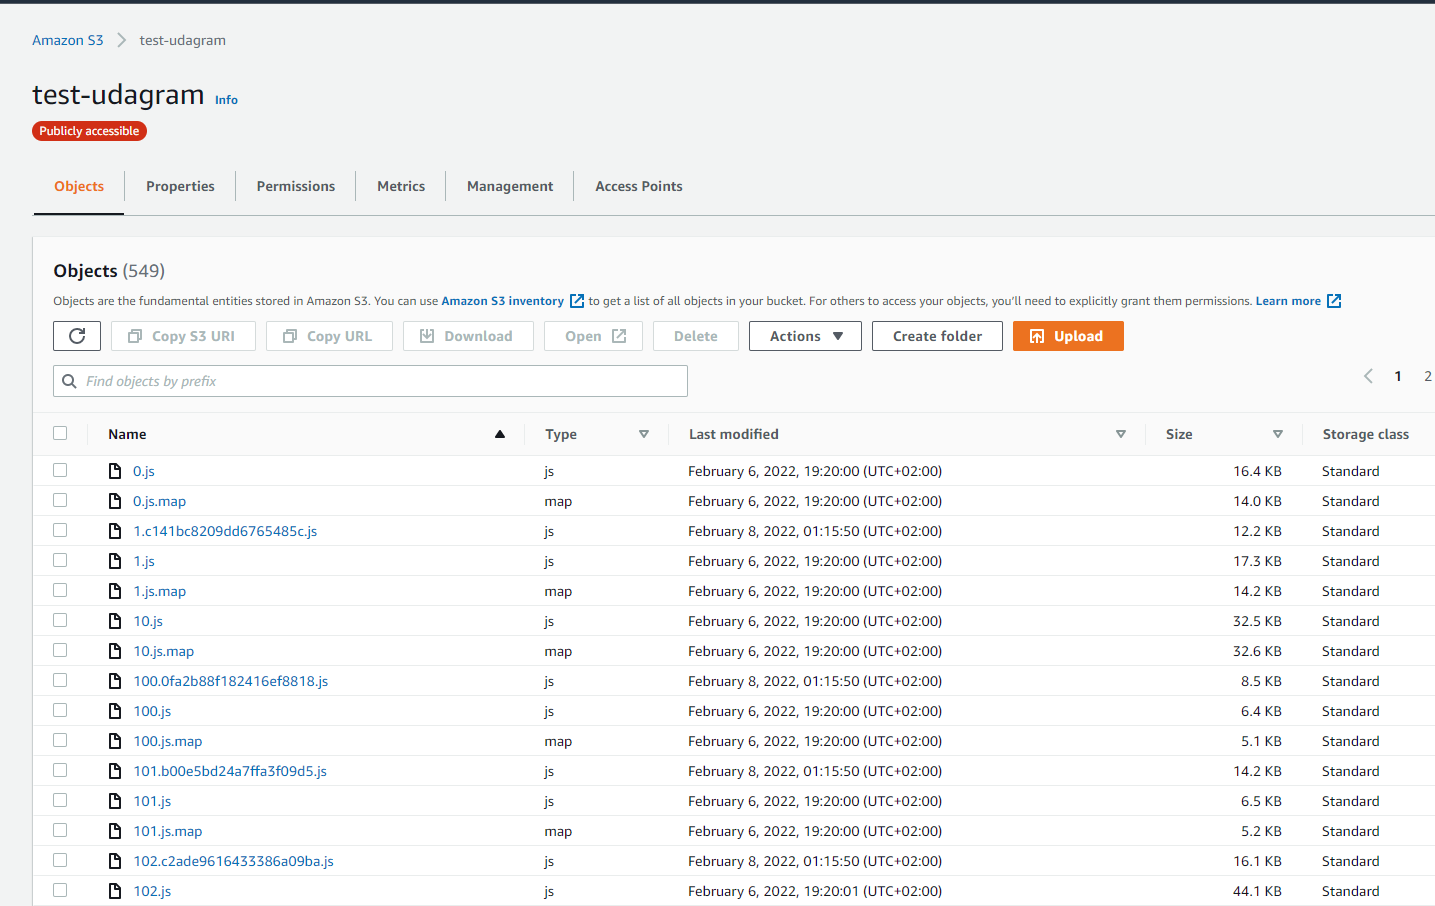 Amazon S3 > test-udagram
test-udagram Info
Publicly accessible
Objects Properties Permissions Metrics Management Access Points
Objects (549)
Objects are the fundamental entities stored in Amazon S3. You can use Amazon S3 inventory to get a list of all objects in your bucket. For others to access your objects, you'll need to explicitly grant them permissions. Learn more
Copy S3 URI Copy URL Download Open Delete Actions Create folder Upload
Find objects by prefix 1 2
Name Type Last modified Size Storage class
0.js js February 6, 2022, 19:20:00 (UTC+02:00) 16.4 KB Standard
0.js.map map February 6, 2022, 19:20:00 (UTC+02:00) 14.0 KB Standard
1.c141bc8209dd6765485c.js js February 8, 2022, 01:15:50 (UTC+02:00) 12.2 KB Standard
1.js js February 6, 2022, 19:20:00 (UTC+02:00) 17.3 KB Standard
1.js.map map February 6, 2022, 19:20:00 (UTC+02:00) 14.2 KB Standard
10.js js February 6, 2022, 19:20:00 (UTC+02:00) 32.5 KB Standard
10.js.map map February 6, 2022, 19:20:00 (UTC+02:00) 32.6 KB Standard
100.0fa2b88f182416ef8818.js js February 8, 2022, 01:15:50 (UTC+02:00) 8.5 KB Standard
100.js js February 6, 2022, 19:20:00 (UTC+02:00) 6.4 KB Standard
100.js.map map February 6, 2022, 19:20:00 (UTC+02:00) 5.1 KB Standard
101.b00e5bd24a7ffa3f09d5.js js February 8, 2022, 01:15:50 (UTC+02:00) 14.2 KB Standard
101.js js February 6, 2022, 19:20:00 (UTC+02:00) 6.5 KB Standard
101.js.map map February 6, 2022, 19:20:00 (UTC+02:00) 5.2 KB Standard
102.c2ade9616433386a09ba.js js February 8, 2022, 01:15:50 (UTC+02:00) 16.1 KB Standard
102.js js February 6, 2022, 19:20:01 (UTC+02:00) 44.1 KB Standard